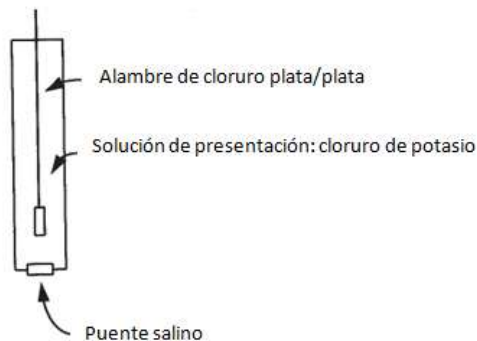 Alambre de cloruro plata/plata
Solución de presentación: cloruro de potasio
Puente salino